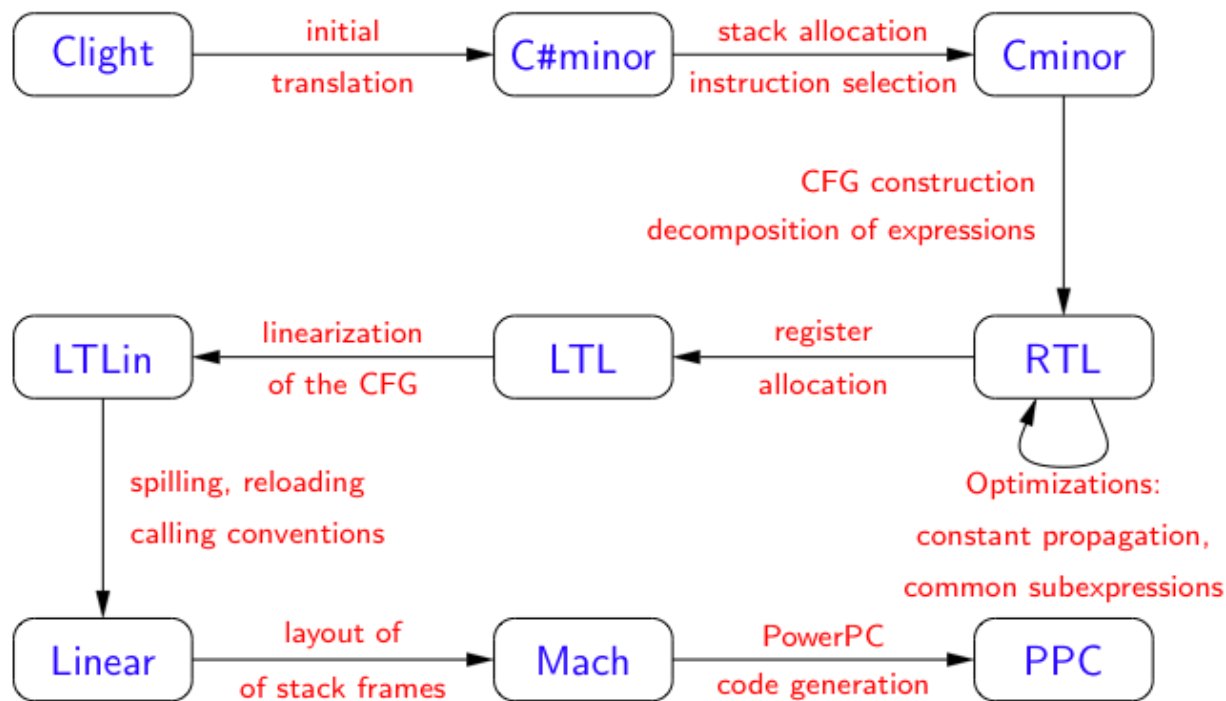 Clight
initial
translation
C#minor
stack allocation
instruction selection
Cminor
CFG construction
decomposition of expressions
RTL
Optimizations:
constant propagation,
common subexpressions
register
allocation
LTL
linearization
of the CFG
LTLin
spilling, reloading
calling conventions
Linear
layout of
of stack frames
Mach
PowerPC
code generation
PPC